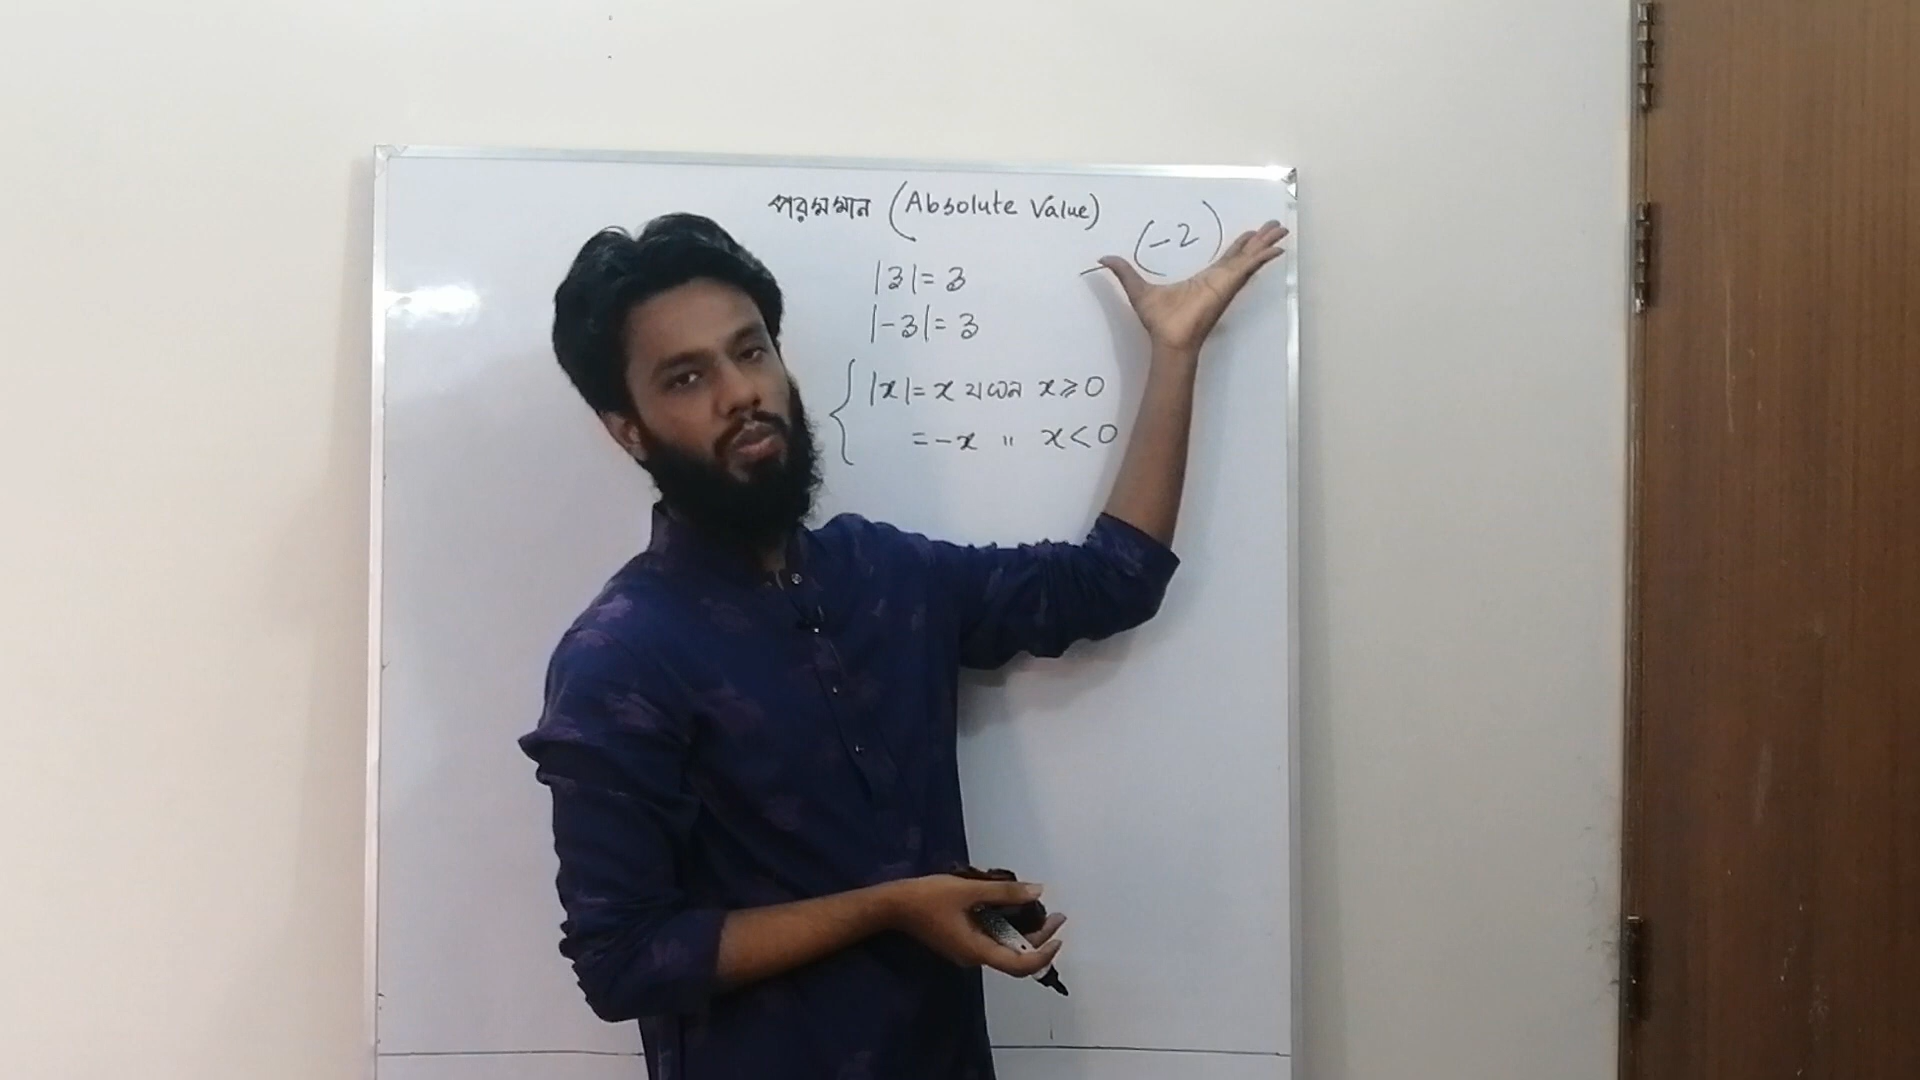 পরমমান (Absolute Value)
-(-2)
|3| = 3
|-3| = 3
|x| = x যখন x ≥ 0
= -x " x < 0